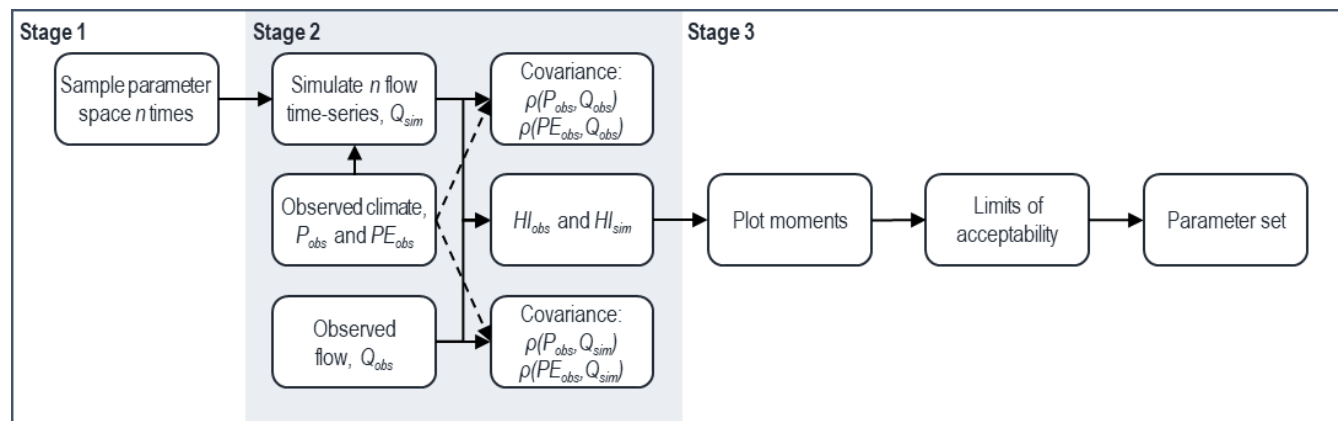 Stage 1
Sample parameter
space n times
Stage 2
Simulate n flow
time-series, Qsim
Observed climate,
Pobs and PEobs
Observed
flow, Qobs
Covariance:
ρ(Pobs,Qobs)
ρ(PEobs,Qobs)
HIobs and HIsim
Covariance:
ρ(Pobs,Qsim)
ρ(PEobs,Qsim)
Stage 3
Plot moments
Limits of
acceptability
Parameter set